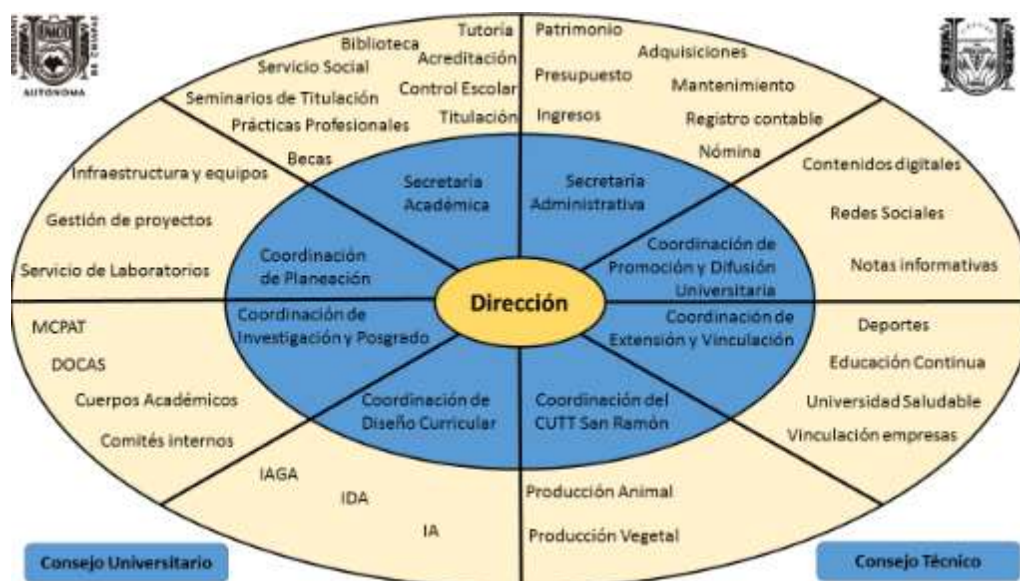 UNICO
AUTONOMA
DE CHIAPAS
Tutoría
Biblioteca
Acreditación
Servicio Social
Control Escolar
Seminarios de Titulación
Titulación
Prácticas Profesionales
Becas
Patrimonio
Adquisiciones
Presupuesto
Mantenimiento
Ingresos
Registro contable
Nómina
Infraestructura y equipos
Gestión de proyectos
Servicio de Laboratorios
Contenidos digitales
Redes Sociales
Notas informativas
Secretaría
Académica
Secretaría
Administrativa
Coordinación
de Planeación
Coordinación de
Promoción y Difusión
Universitaria
Dirección
Coordinación de
Investigación y Posgrado
Coordinación de
Extensión y Vinculación
Coordinación de
Diseño Curricular
Coordinación del
CUTT San Ramón
MCPAT
DOCAS
Cuerpos Académicos
Comités internos
Deportes
Educación Continua
Universidad Saludable
Vinculación empresas
IAGA
IDA
IA
Producción Animal
Producción Vegetal
Consejo Universitario
Consejo Técnico